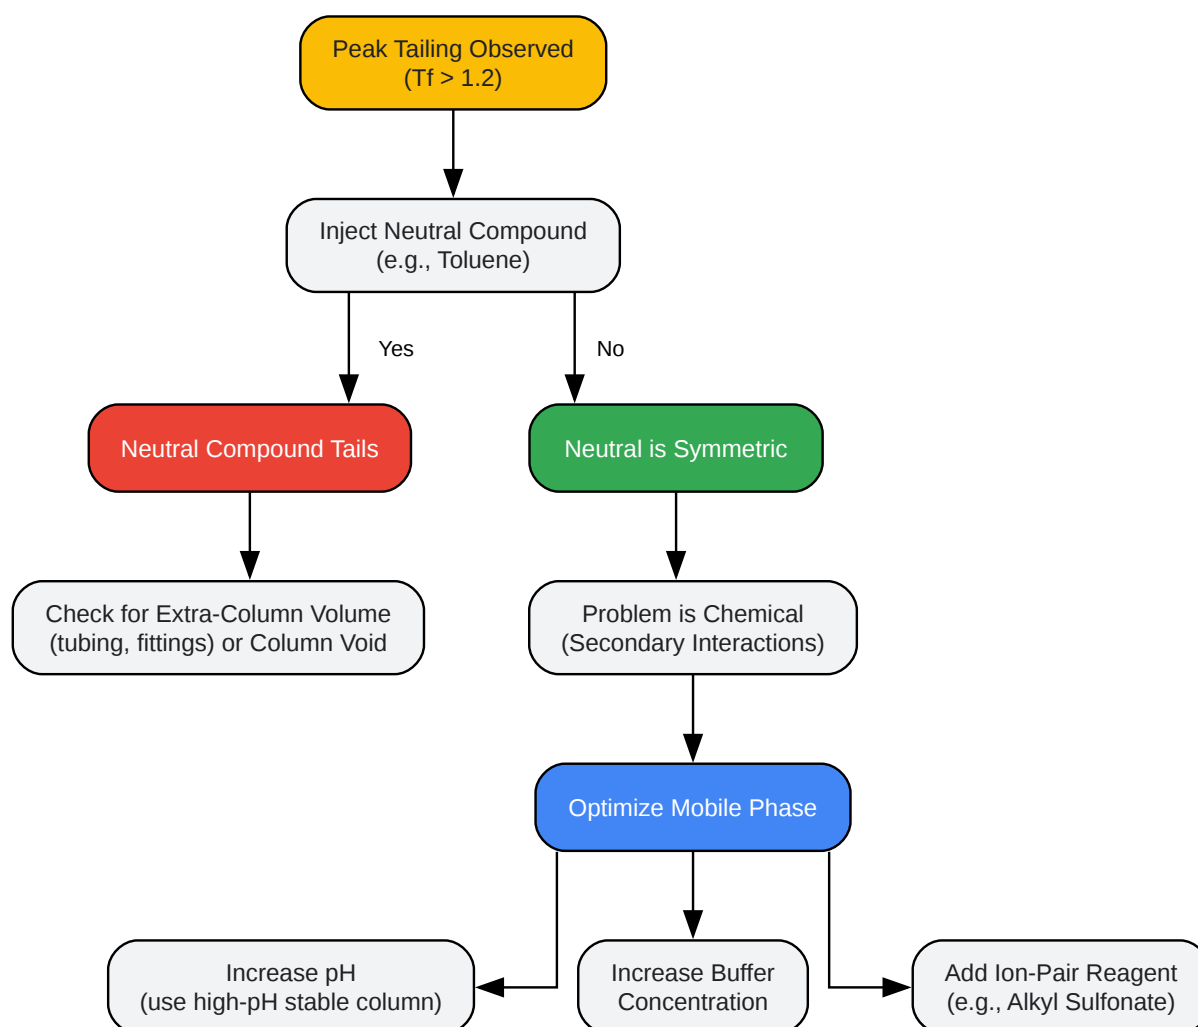 Peak Tailing Observed
(Tf > 1.2)
Inject Neutral Compound
(e.g., Toluene)
Yes
No
Neutral Compound Tails
Neutral is Symmetric
Check for Extra-Column Volume
(tubing, fittings) or Column Void
Problem is Chemical
(Secondary Interactions)
Optimize Mobile Phase
Increase pH
(use high-pH stable column)
Increase Buffer
Concentration
Add Ion-Pair Reagent
(e.g., Alkyl Sulfonate)